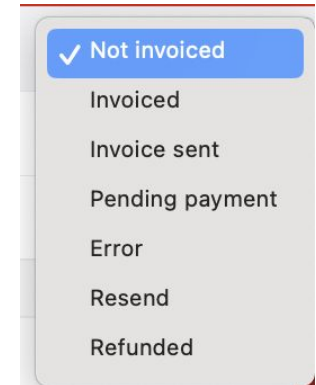 Not invoiced
Invoiced
Invoice sent
Pending payment
Error
Resend
Refunded